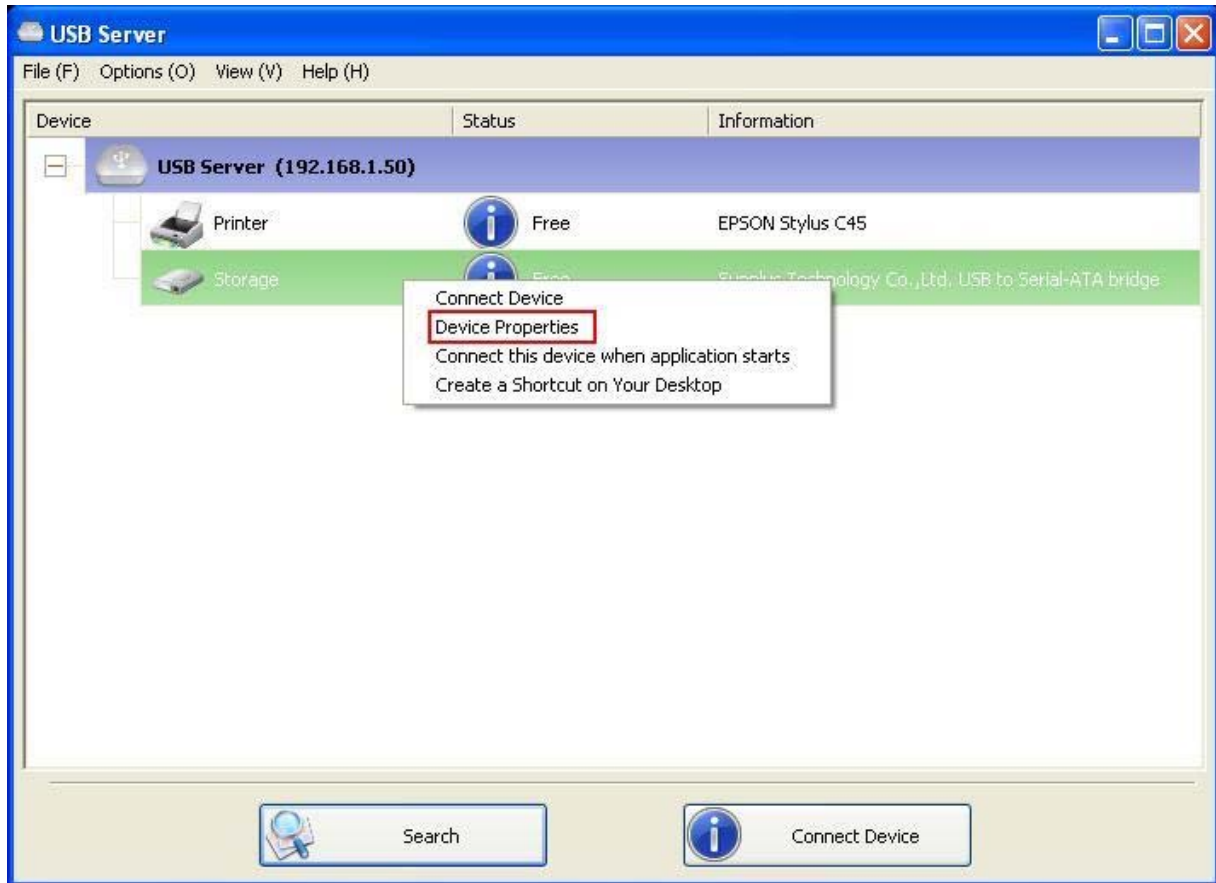 USB Server
File (F) Options (O) View (V) Help (H)
Device Status Information
USB Server (192.168.1.50)
Printer Free EPSON Stylus C45
Storage Free Sunplus Technology Co.,Ltd. USB to Serial-ATA bridge
Connect Device
Device Properties
Connect this device when application starts
Create a Shortcut on Your Desktop
Search Connect Device